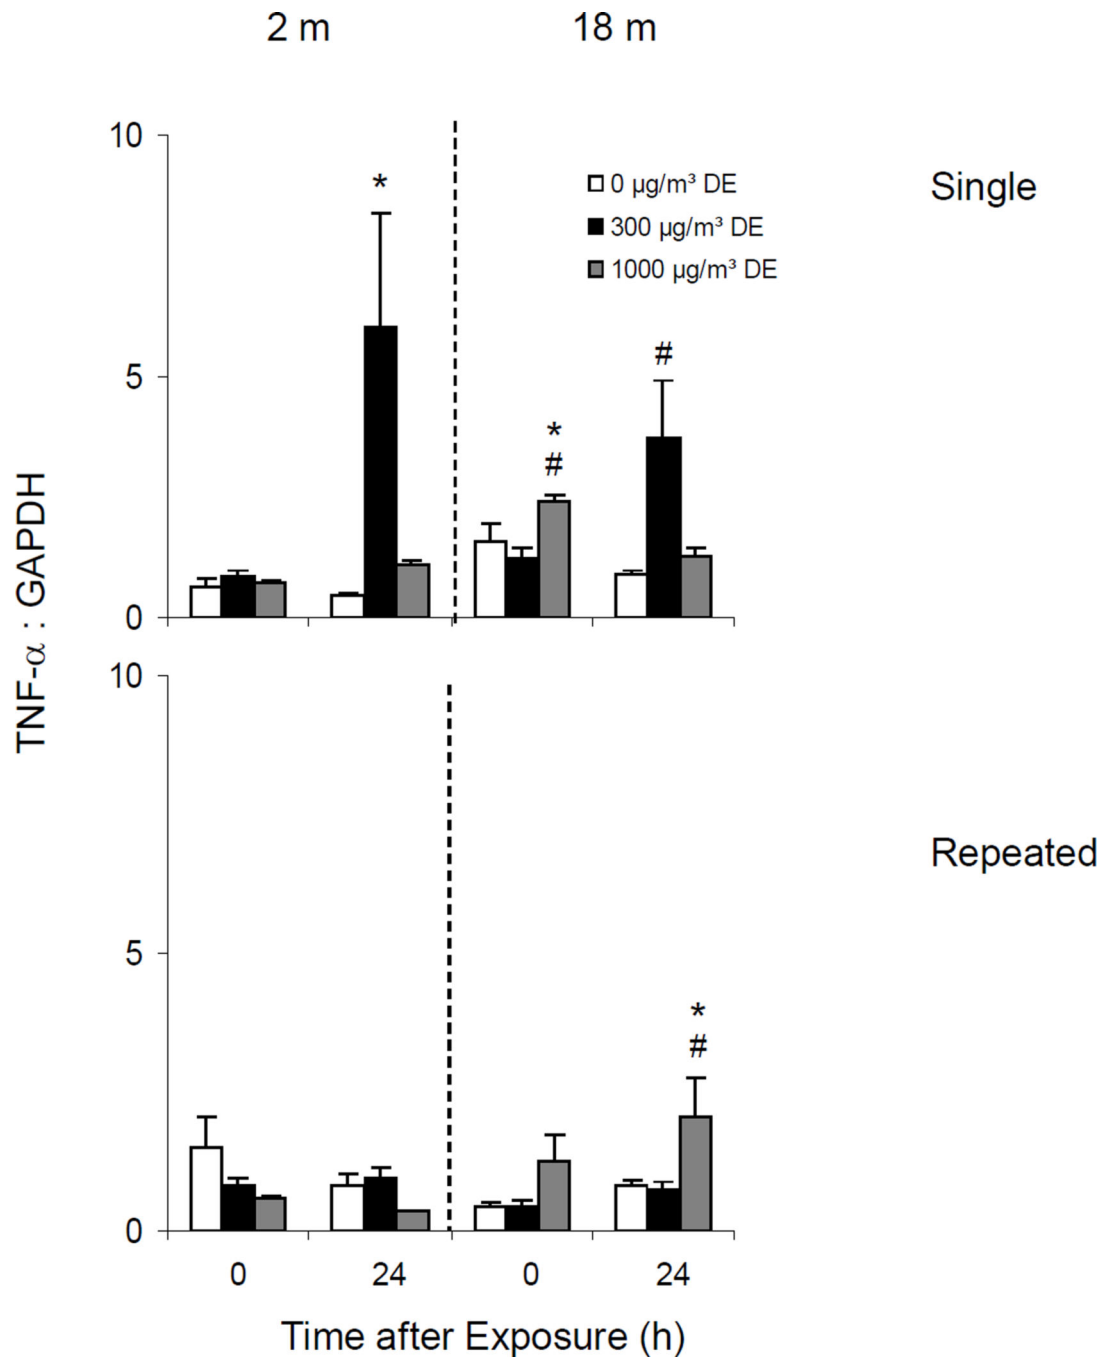 2 m 18 m
10
*
0 µg/m³ DE
Single
300 µg/m³ DE
1000 µg/m³ DE
5
#
*
#
0
TNF-α : GAPDH
10
Repeated
5
*
#
0
0 24 0 24
Time after Exposure (h)